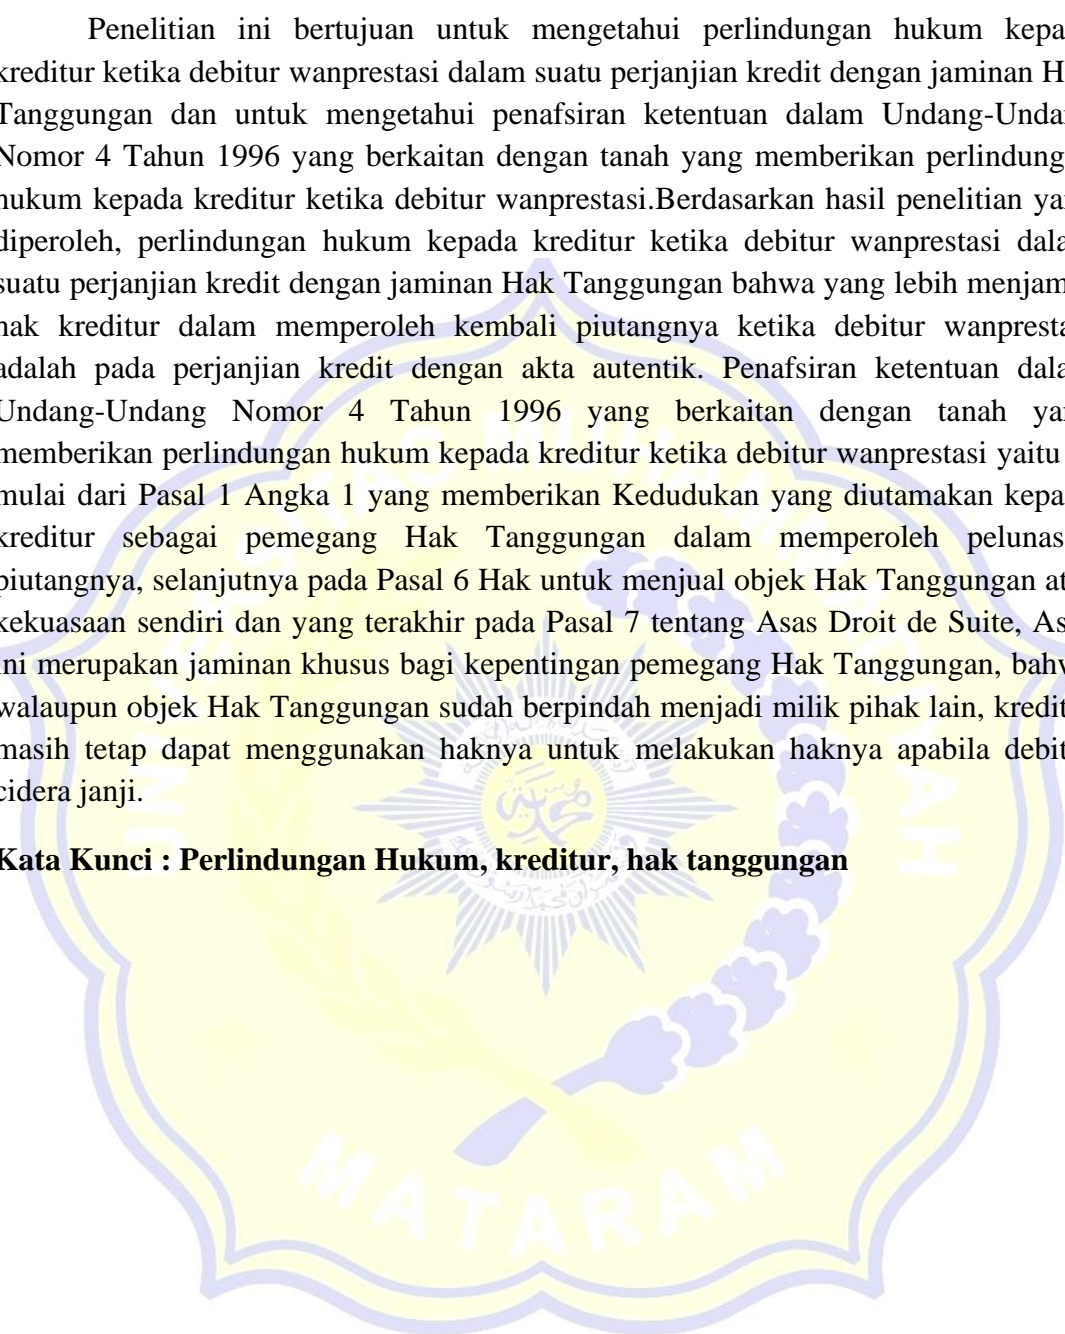 Penelitian ini bertujuan untuk mengetahui perlindungan hukum kepa
kreditur ketika debitur wanprestasi dalam suatu perjanjian kredit dengan jaminan H
Tanggungan dan untuk mengetahui penafsiran ketentuan dalam Undang-Unda
Nomor 4 Tahun 1996 yang berkaitan dengan tanah yang memberikan perlindung
hukum kepada kreditur ketika debitur wanprestasi.Berdasarkan hasil penelitian ya
diperoleh, perlindungan hukum kepada kreditur ketika debitur wanprestasi dala
suatu perjanjian kredit dengan jaminan Hak Tanggungan bahwa yang lebih menjam
hak kreditur dalam memperoleh kembali piutangnya ketika debitur wanpresta
adalah pada perjanjian kredit dengan akta autentik. Penafsiran ketentuan dala
Undang-Undang Nomor 4 Tahun 1996 yang berkaitan dengan tanah yan
memberikan perlindungan hukum kepada kreditur ketika debitur wanprestasi yaitu
mulai dari Pasal 1 Angka 1 yang memberikan Kedudukan yang diutamakan kepa
kreditur sebagai pemegang Hak Tanggungan dalam memperoleh pelunas
piutangnya, selanjutnya pada Pasal 6 Hak untuk menjual objek Hak Tanggungan at
kekuasaan sendiri dan yang terakhir pada Pasal 7 tentang Asas Droit de Suite, As
ini merupakan jaminan khusus bagi kepentingan pemegang Hak Tanggungan, bahw
walaupun objek Hak Tanggungan sudah berpindah menjadi milik pihak lain, kredit
masih tetap dapat menggunakan haknya untuk melakukan haknya apabila debit
cidera janji.
Kata Kunci : Perlindungan Hukum, kreditur, hak tanggungan
UNIVERSITAS MUHAMMADIYAH
MATARAM